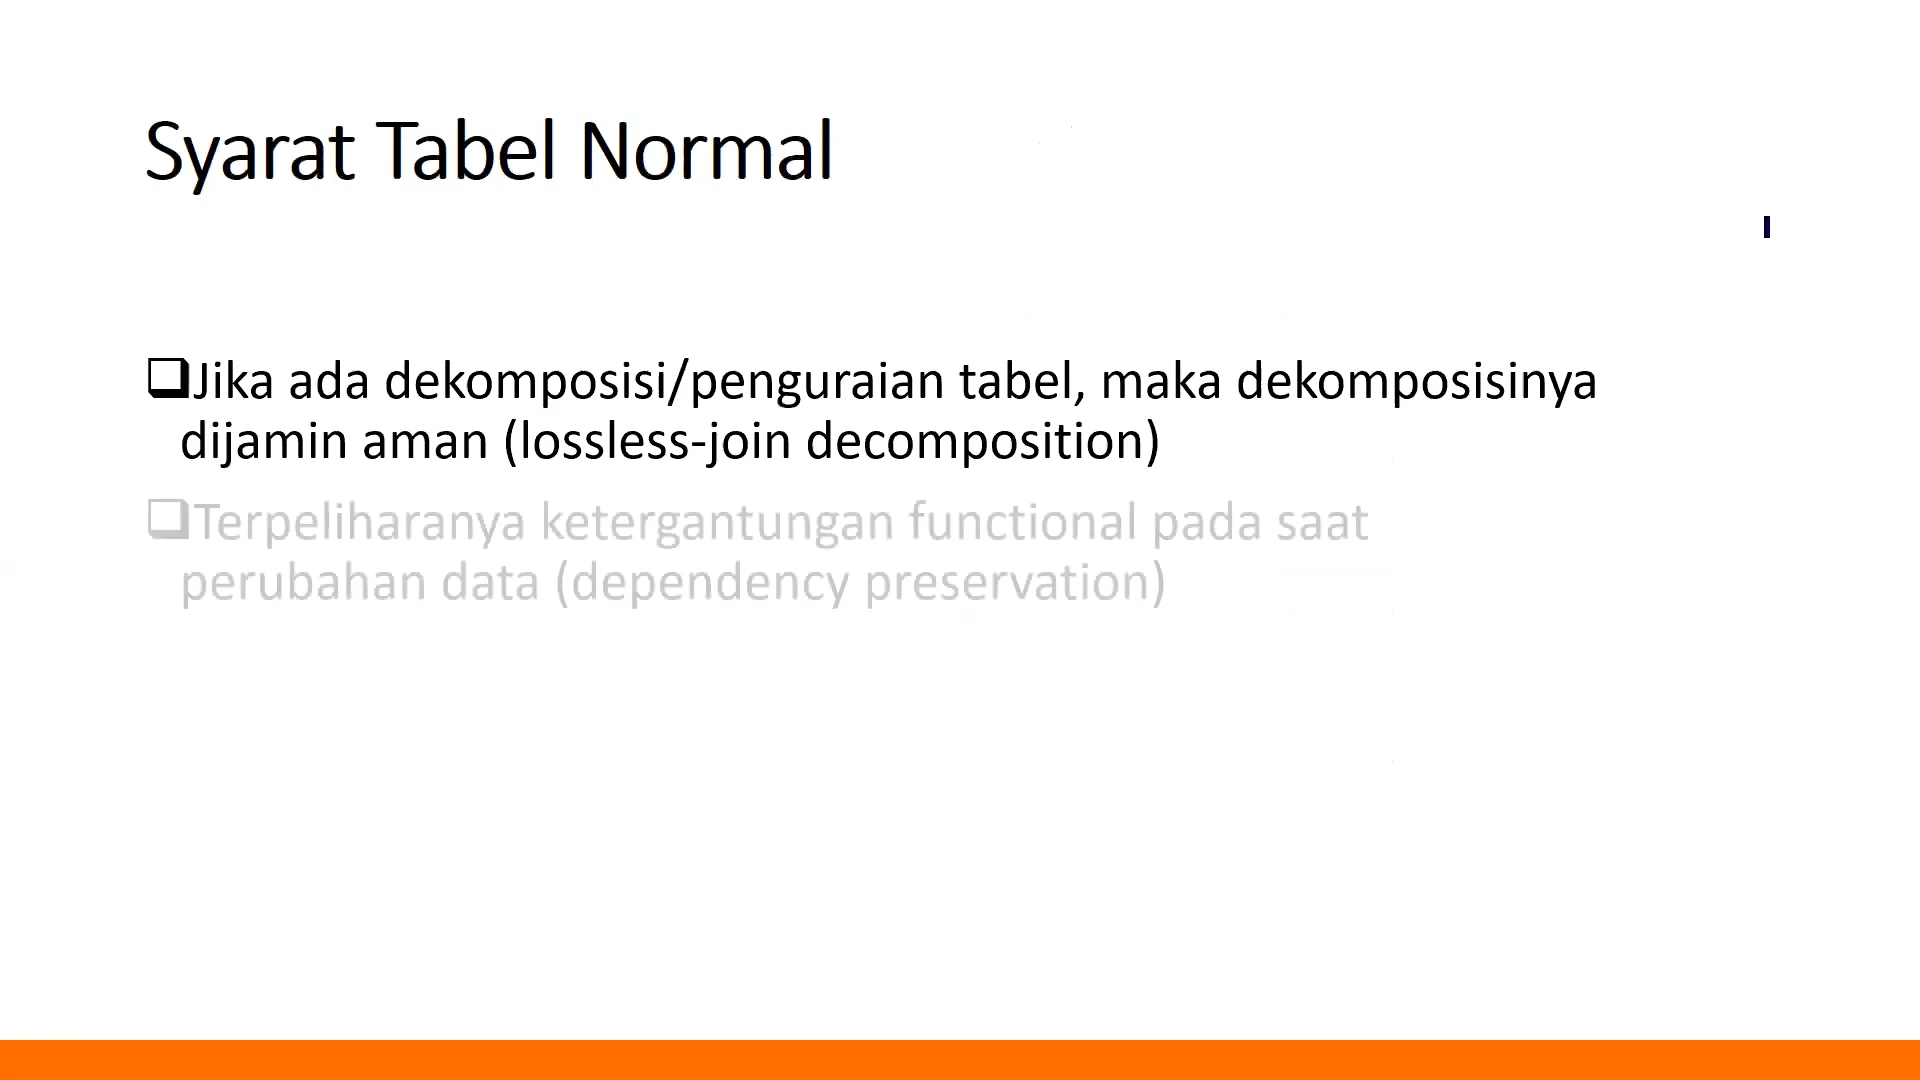 Syarat Tabel Normal
❑Jika ada dekomposisi/penguraian tabel, maka dekomposisinya
dijamin aman (lossless-join decomposition)
❑Terpeliharanya ketergantungan functional pada saat
perubahan data (dependency preservation)